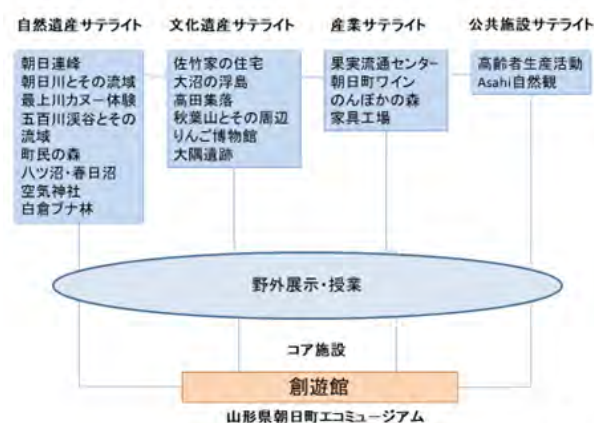 自然遺産サテライト
文化遺産サテライト
産業サテライト
公共施設サテライト
朝日連峰
朝日川とその流域
最上川カヌー体験
五百川渓谷とその
流域
町民の森
八ツ沼・春日沼
空気神社
白倉ブナ林
佐竹家の住宅
大沼の浮島
高田集落
秋葉山とその周辺
りんご博物館
大隅遺跡
果実流通センター
朝日町ワイン
のんぽかの森
家具工場
高齢者生産活動
Asahi自然観
野外展示・授業
コア施設
創遊館
山形県朝日町エコミュージアム